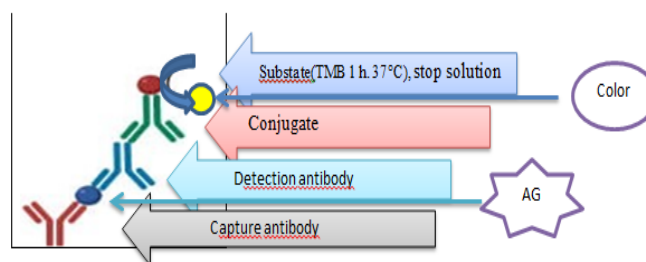 Substate(TMB 1 h. 37°C), stop solution
Color
Conjugate
Detection antibody
AG
Capture antibody